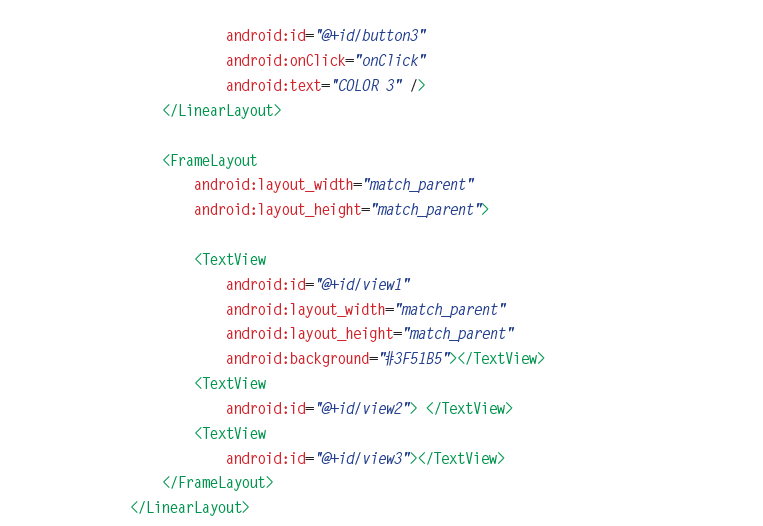 android:id="@+id/button3"
android:onClick="onClick"
android:text="COLOR 3" />
</LinearLayout>
<FrameLayout
android:layout_width="match_parent"
android:layout_height="match_parent">
<TextView
android:id="@+id/view1"
android:layout_width="match_parent"
android:layout_height="match_parent"
android:background="#3F51B5"></TextView>
<TextView
android:id="@+id/view2"> </TextView>
<TextView
android:id="@+id/view3"></TextView>
</FrameLayout>
</LinearLayout>